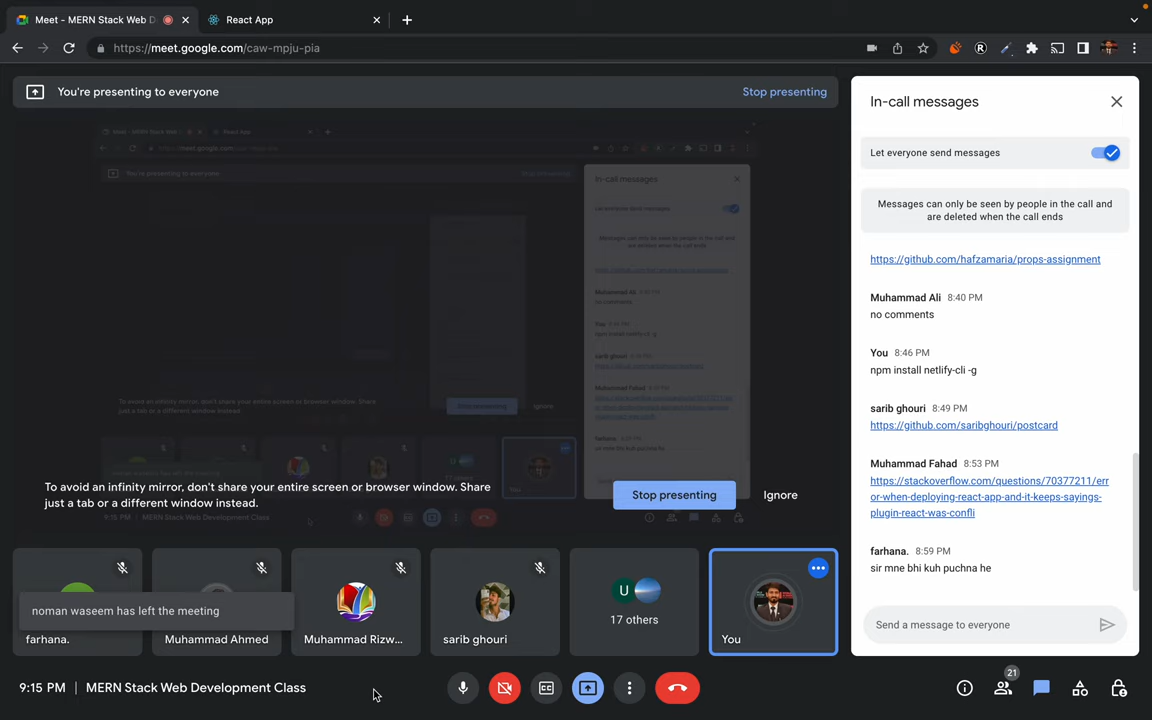 Meet - MERN Stack Web D
React App
https://meet.google.com/caw-mpju-pia
You're presenting to everyone
Stop presenting
In-call messages
Let everyone send messages
Messages can only be seen by people in the call and
are deleted when the call ends
https://github.com/hafzamaria/props-assignment
Muhammad Ali 8:40 PM
no comments
You 8:46 PM
npm install netlify-cli -g
sarib ghouri 8:49 PM
https://github.com/saribghouri/postcard
Muhammad Fahad 8:53 PM
https://stackoverflow.com/questions/70377211/err
or-when-deploying-react-app-and-it-keeps-sayings-
plugin-react-was-confli
farhana. 8:59 PM
sir mne bhi kuh puchna he
Send a message to everyone
To avoid an infinity mirror, don't share your entire screen or browser window. Share
just a tab or a different window instead.
Stop presenting
Ignore
noman waseem has left the meeting
farhana.
Muhammad Ahmed
Muhammad Rizw...
sarib ghouri
U
17 others
You
9:15 PM | MERN Stack Web Development Class
21